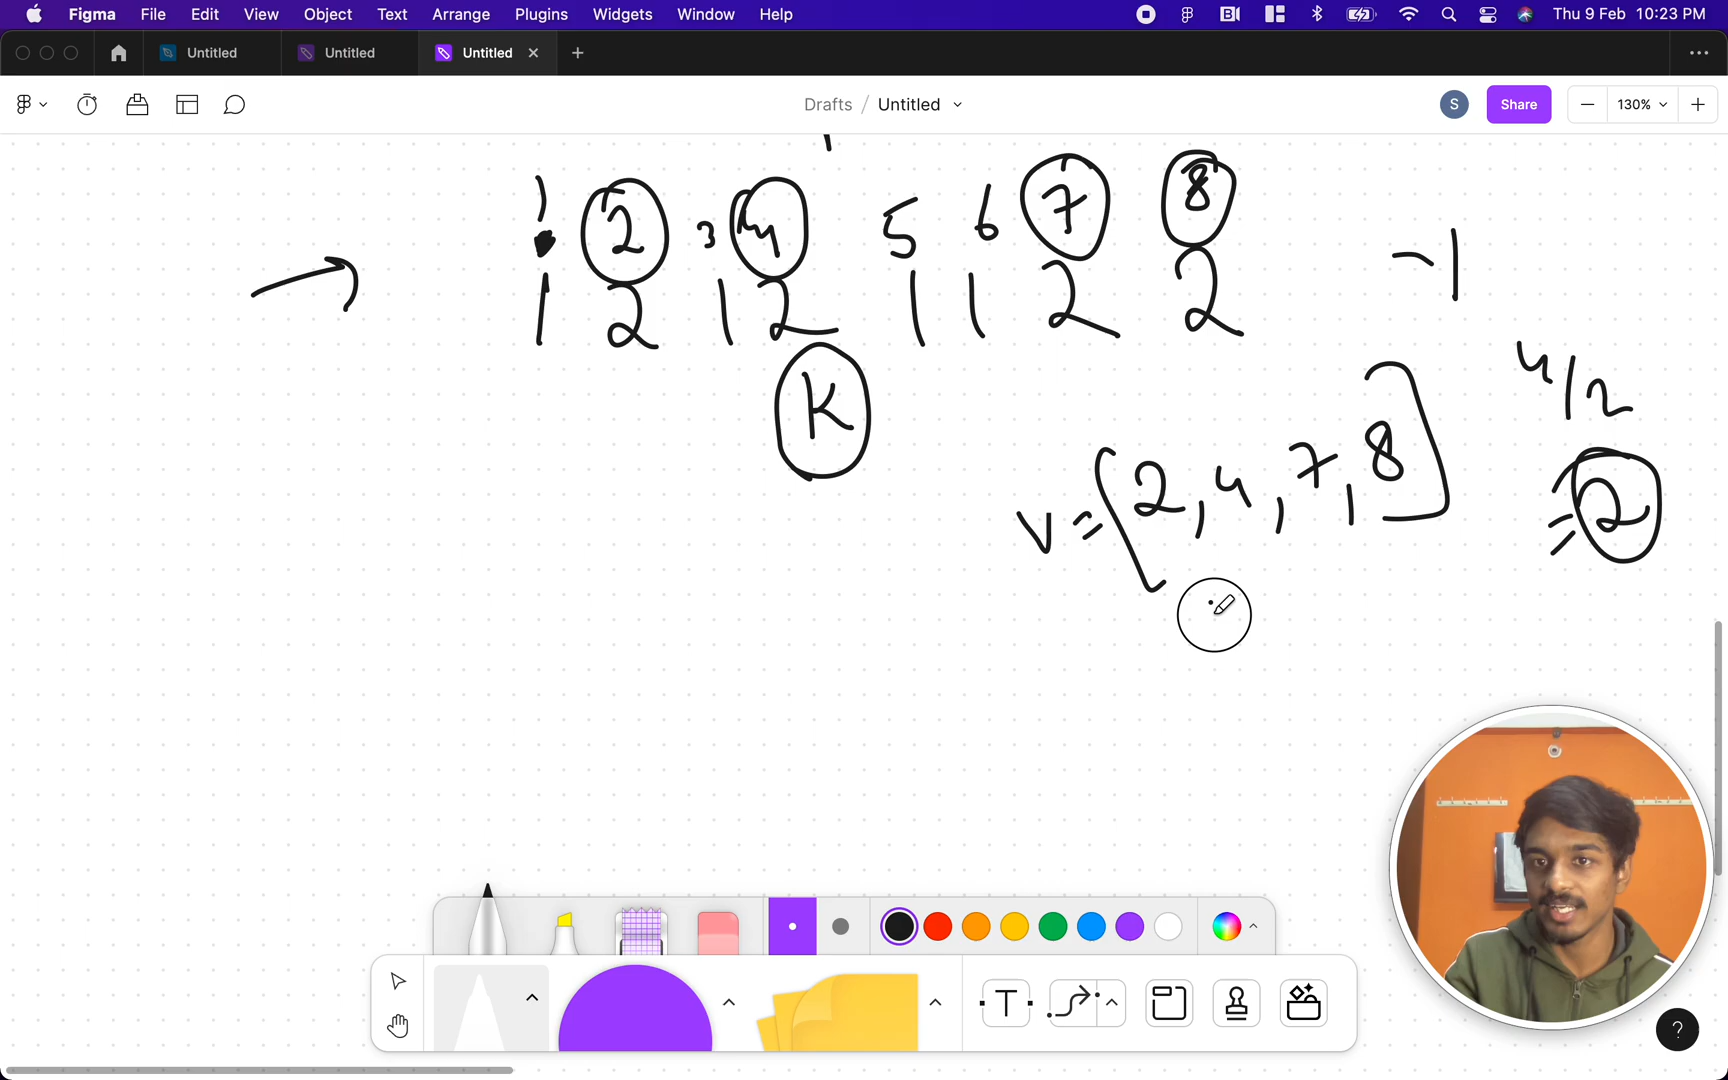 Figma File Edit View Object Text Arrange Plugins Widgets Window Help Thu 9 Feb 10:23 PM
Untitled Untitled Untitled
Drafts / Untitled S Share 130%
1 2 3 4 5 6 7 8
1 2 1 2 1 1 2 2 -1
K
4/2
v = [2, 4, 7, 8]
= 2
T
?